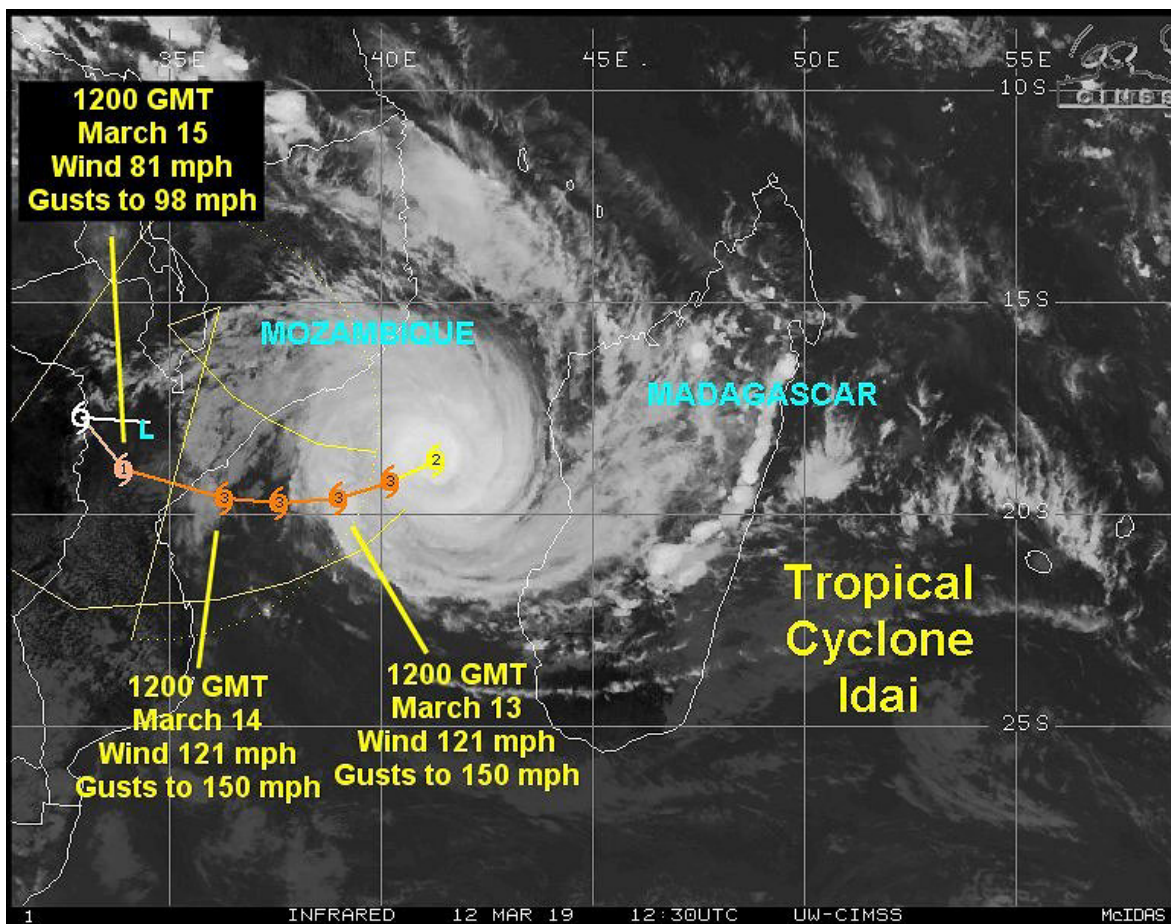 35E
40E
45E
50E
55E
10S
CIMSS
1200 GMT
March 15
Wind 81 mph
Gusts to 98 mph
15S
MOZAMBIQUE
MADAGASCAR
L
1
3
3
3
3
2
20S
Tropical
Cyclone
Idai
1200 GMT
March 14
Wind 121 mph
Gusts to 150 mph
1200 GMT
March 13
Wind 121 mph
Gusts to 150 mph
25S
1 INFRARED 12 MAR 19 12:30UTC UW-CIMSS McIDAS